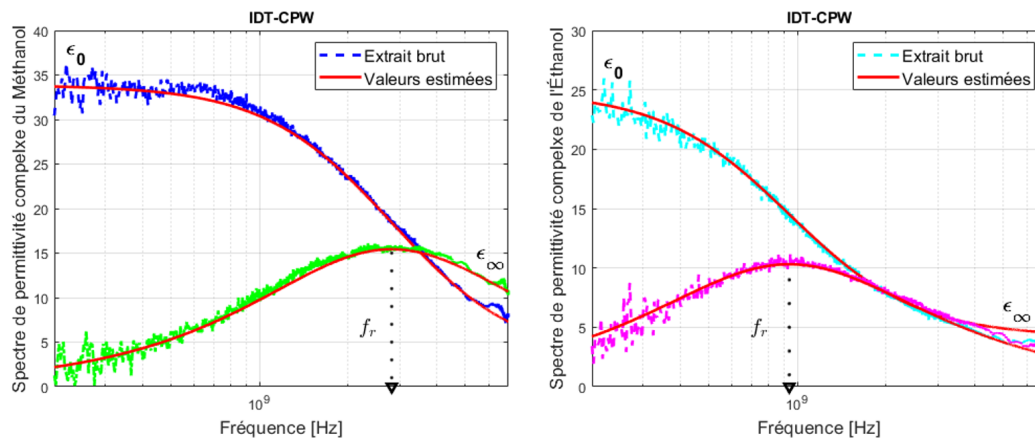 IDT-CPW
Spectre de permittivité compelxe du Méthanol
40
35
30
25
20
15
10
5
0
ϵ0
Extrait brut
Valeurs estimées
ϵ∞
fr
10^9
Fréquence [Hz]
IDT-CPW
Spectre de permittivité compelxe de l'Éthanol
30
25
20
15
10
5
0
ϵ0
Extrait brut
Valeurs estimées
ϵ∞
fr
10^9
Fréquence [Hz]